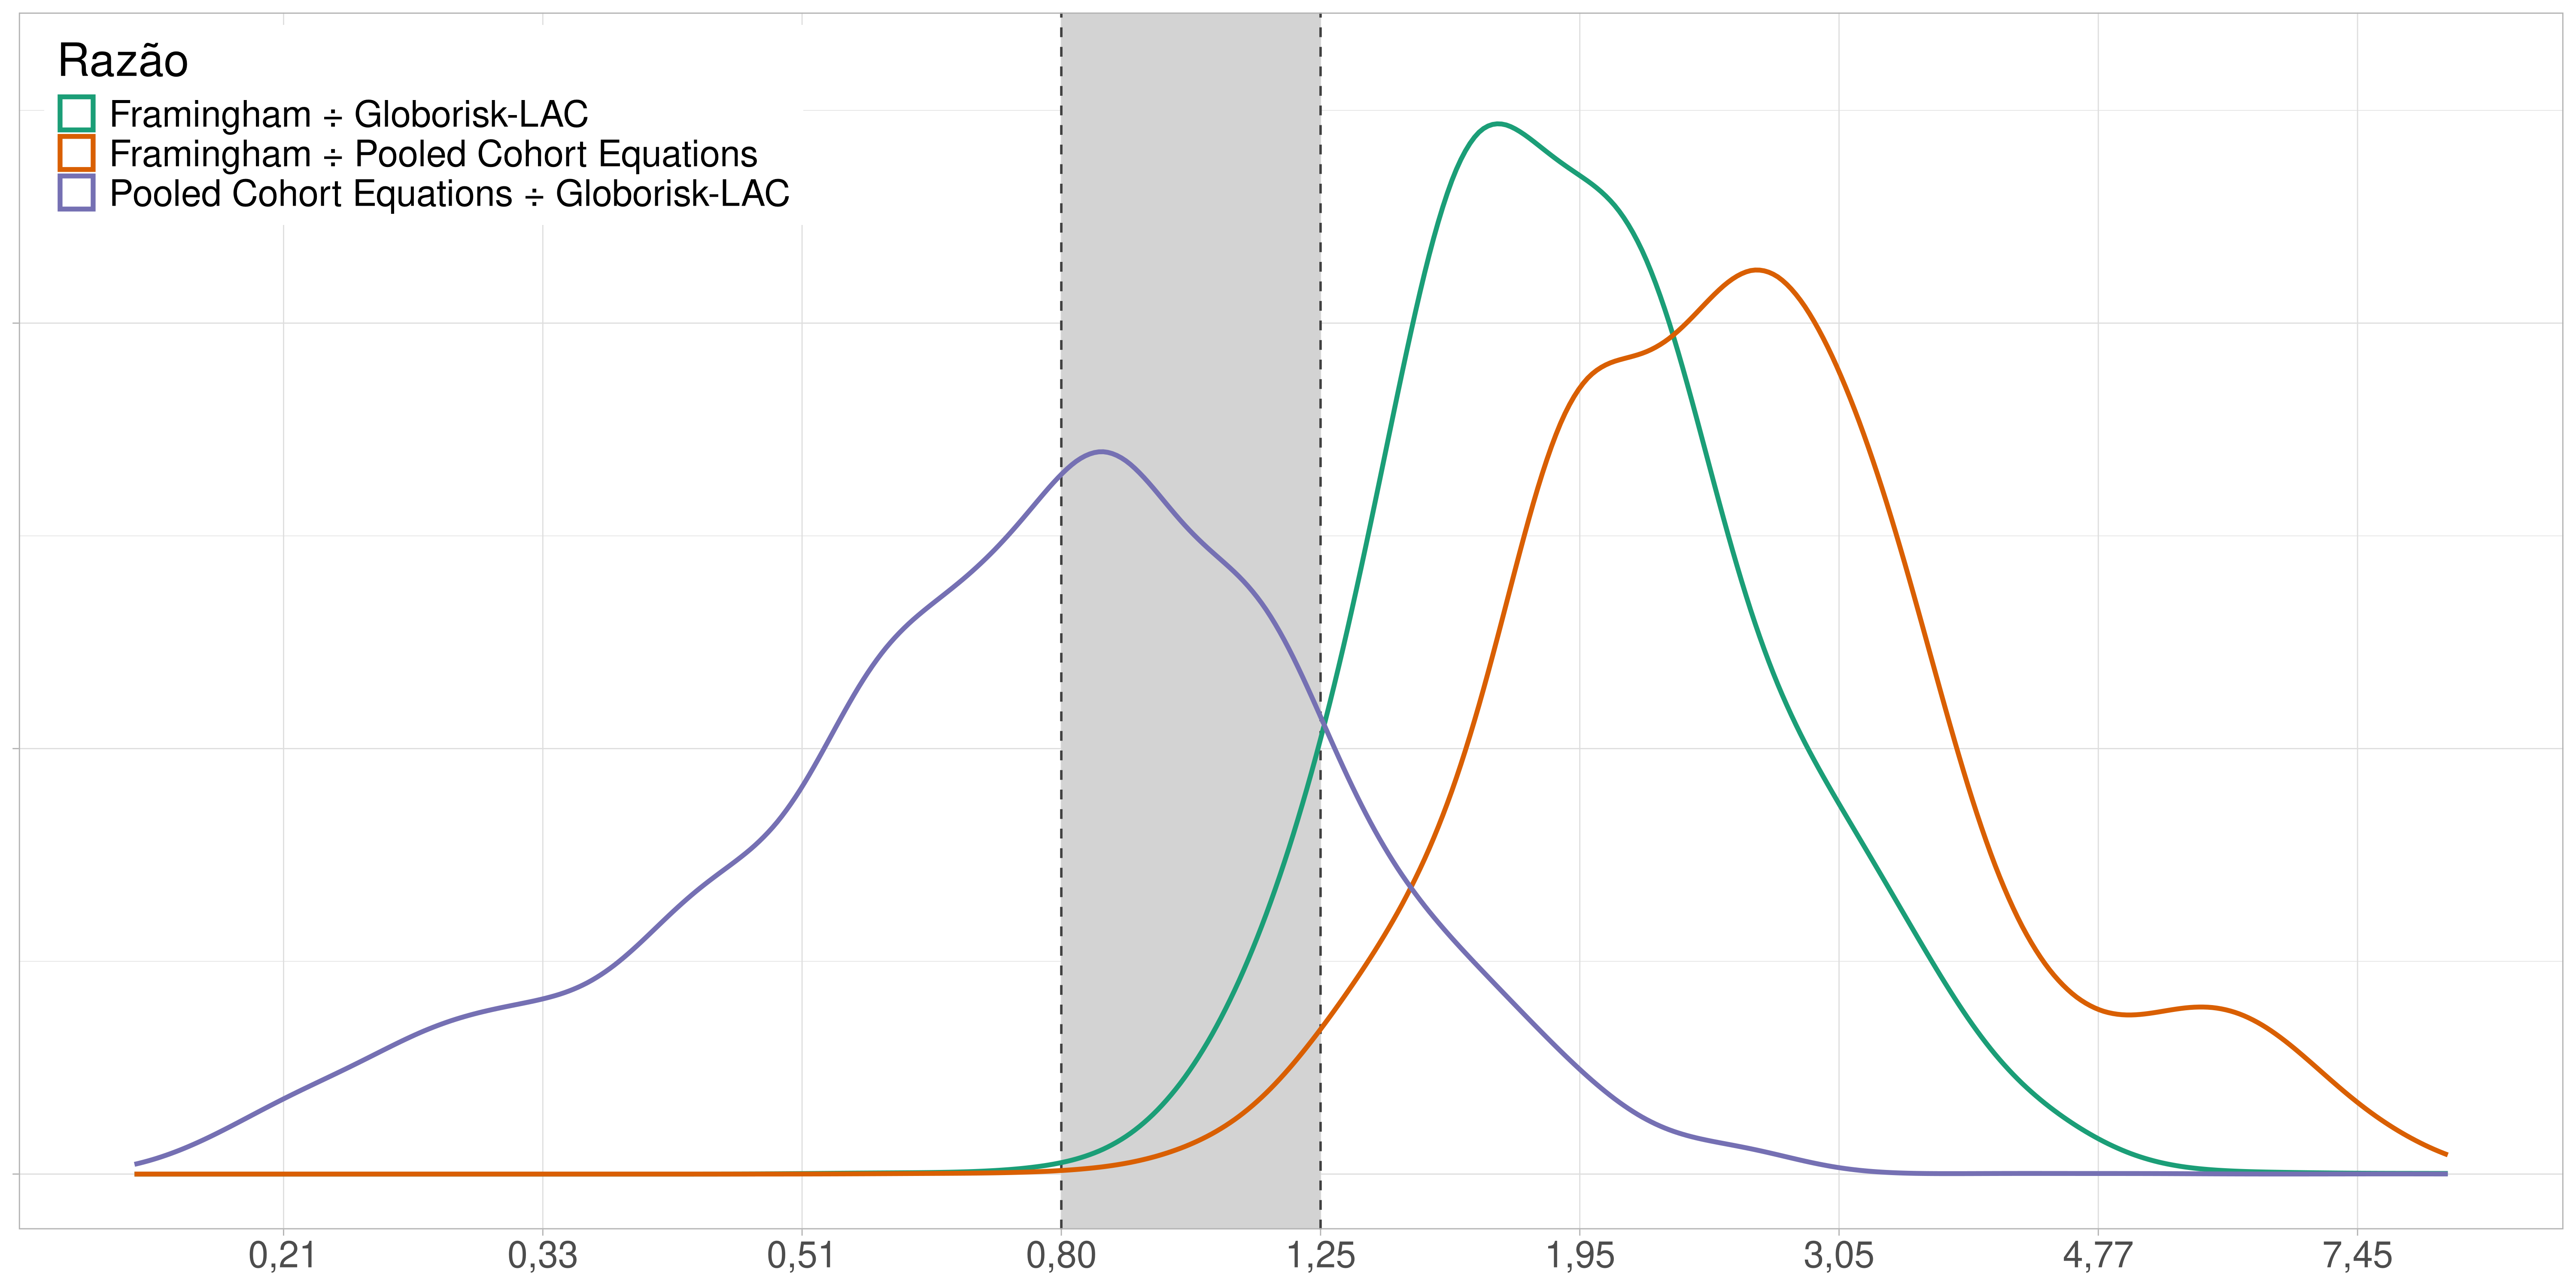 Razão
Framingham ÷ Globorisk-LAC
Framingham ÷ Pooled Cohort Equations
Pooled Cohort Equations ÷ Globorisk-LAC
0,21 0,33 0,51 0,80 1,25 1,95 3,05 4,77 7,45